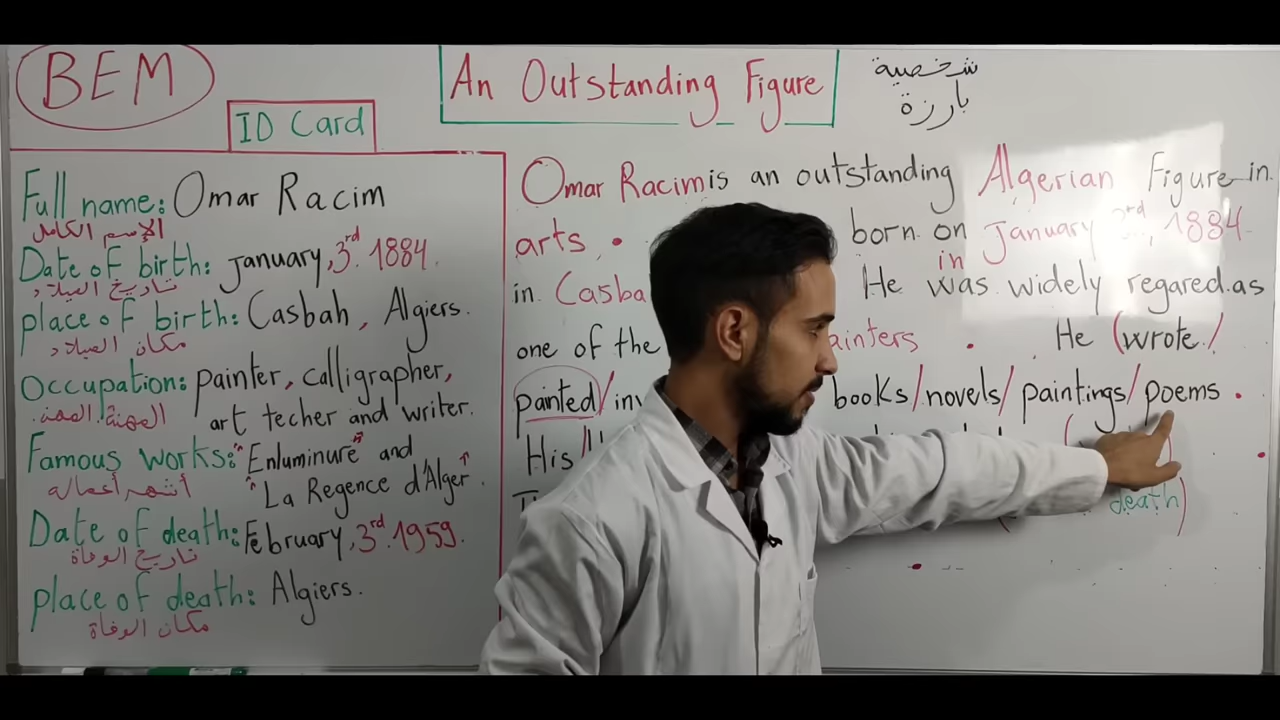 BEM
An Outstanding Figure
شخصية
بارزة
ID Card
Full name: Omar Racim
الإسم الكامل
Date of birth: January, 3rd. 1884.
تاريخ الميلاد
place of birth: Casbah, Algiers.
مكان الميلاد
Occupation: painter, calligrapher,
المهنة. المهنة.
art techer and writer.
Famous works: "Enluminure" and
أشهر أعماله
"La Regence d'Alger".
Date of death: February, 3rd. 1959.
تاريخ الوفاة
place of death: Algiers.
مكان الوفاة
Omar Racim is an outstanding Algerian Figure in
arts . born on January 3rd, 1884
in
in Casba He was widely regared as
one of the ainters . He (wrote /
painted / inv books / novels / paintings / poems .
His /
death)